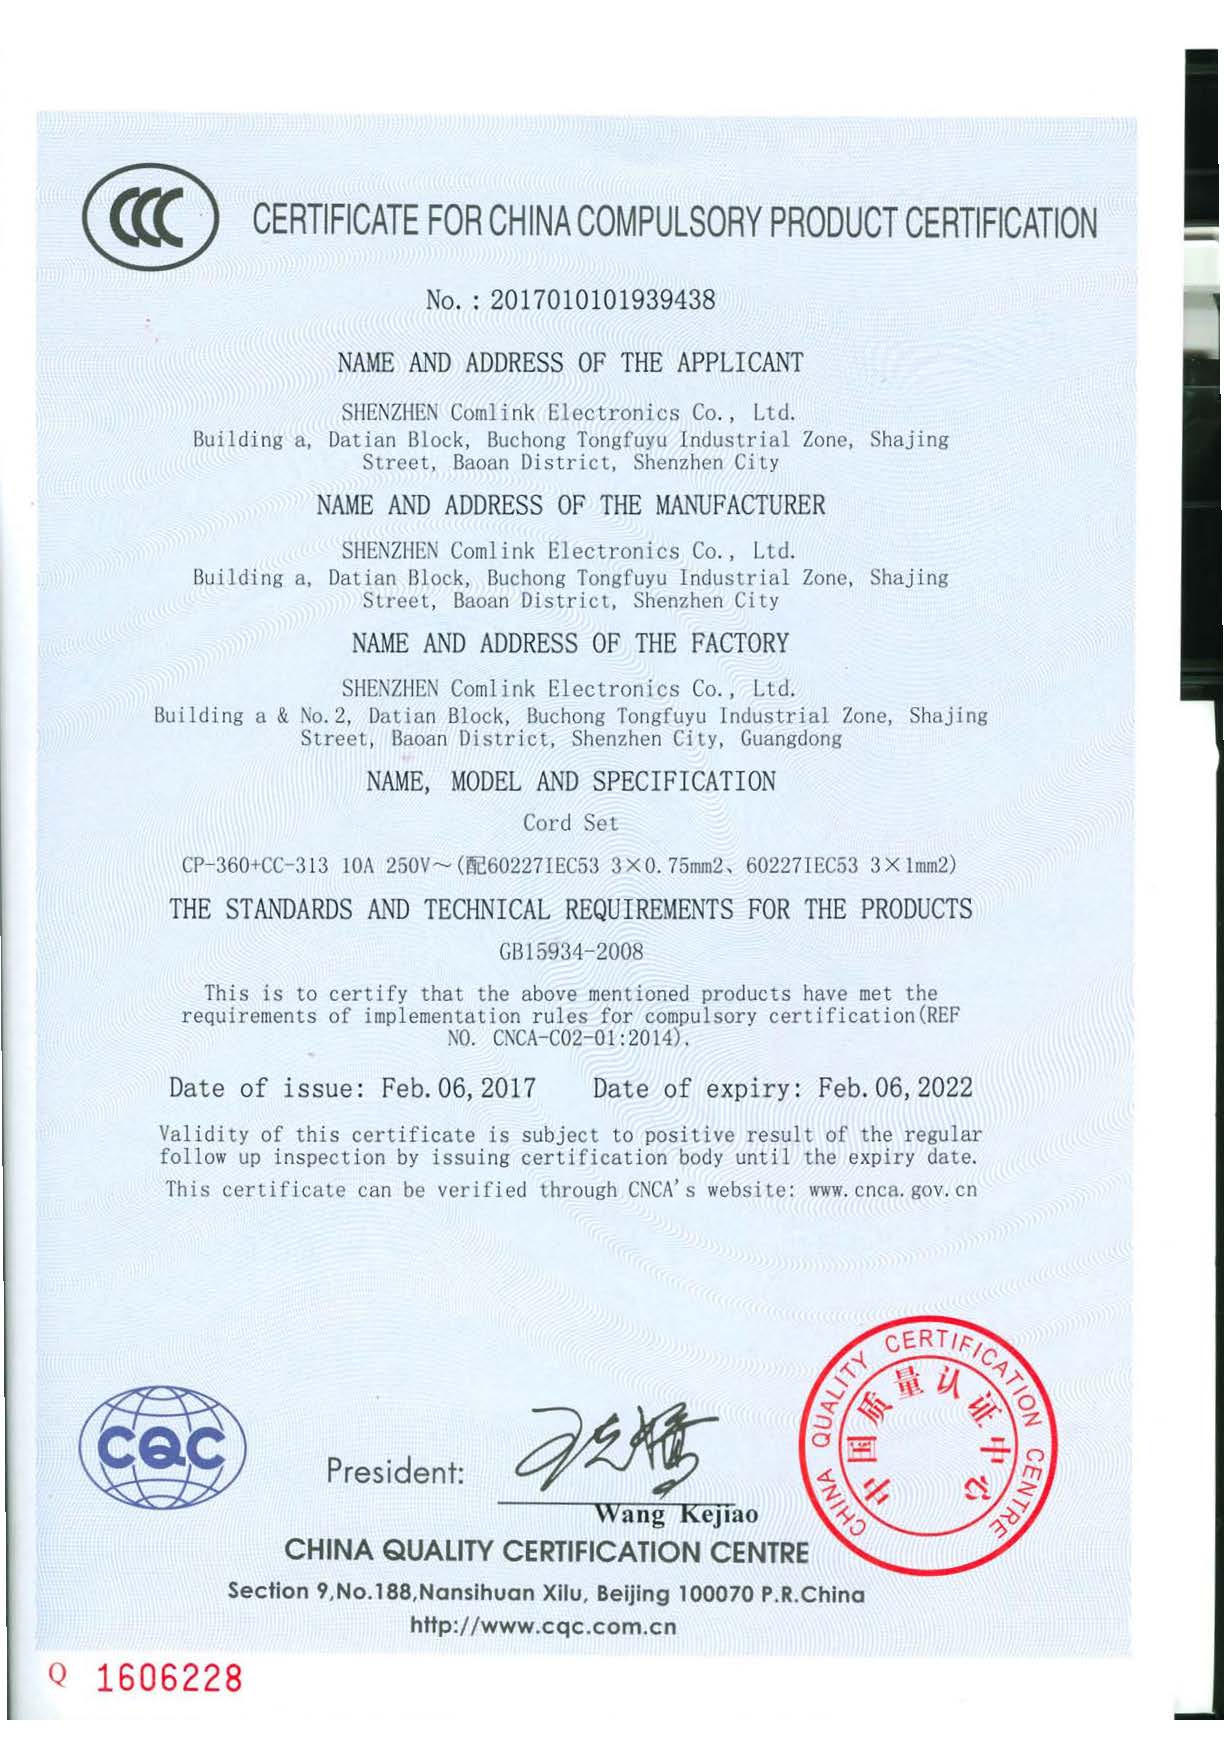 CCC
CERTIFICATE FOR CHINA COMPULSORY PRODUCT CERTIFICATION
No. : 2017010101939438
NAME AND ADDRESS OF THE APPLICANT
SHENZHEN Comlink Electronics Co., Ltd.
Building a, Datian Block, Buchong Tongfuyu Industrial Zone, Shajing
Street, Baoan District, Shenzhen City
NAME AND ADDRESS OF THE MANUFACTURER
SHENZHEN Comlink Electronics Co., Ltd.
Building a, Datian Block, Buchong Tongfuyu Industrial Zone, Shajing
Street, Baoan District, Shenzhen City
NAME AND ADDRESS OF THE FACTORY
SHENZHEN Comlink Electronics Co., Ltd.
Building a & No.2, Datian Block, Buchong Tongfuyu Industrial Zone, Shajing
Street, Baoan District, Shenzhen City, Guangdong
NAME, MODEL AND SPECIFICATION
Cord Set
CP-360+CC-313 10A 250V～(配60227IEC53 3×0.75mm2、60227IEC53 3×1mm2)
THE STANDARDS AND TECHNICAL REQUIREMENTS FOR THE PRODUCTS
GB15934-2008
This is to certify that the above mentioned products have met the
requirements of implementation rules for compulsory certification(REF
NO. CNCA-C02-01:2014).
Date of issue: Feb.06,2017 Date of expiry: Feb.06,2022
Validity of this certificate is subject to positive result of the regular
follow up inspection by issuing certification body until the expiry date.
This certificate can be verified through CNCA's website: www.cnca.gov.cn
CHINA QUALITY CERTIFICATION CENTRE
中国质量认证中心
CQC
President: 王克娇
Wang Kejiao
CHINA QUALITY CERTIFICATION CENTRE
Section 9,No.188,Nansihuan Xilu, Beijing 100070 P.R.China
http://www.cqc.com.cn
Q 1606228